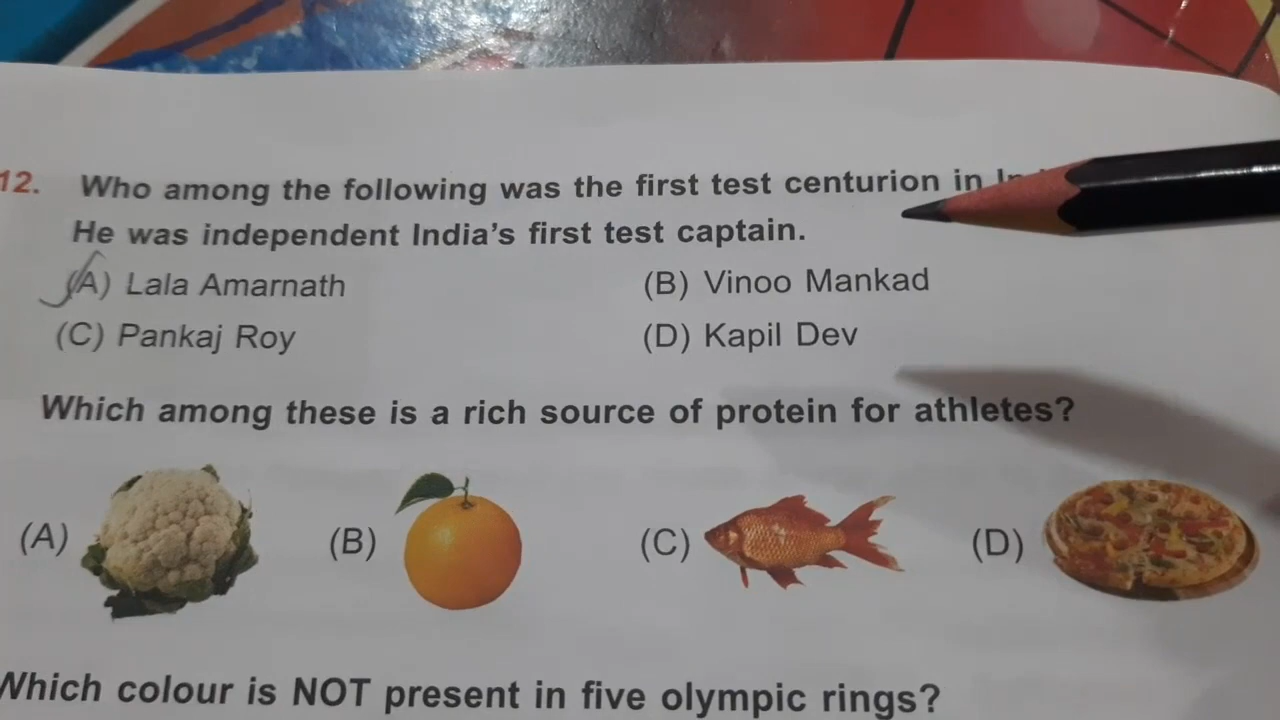 12. Who among the following was the first test centurion in
He was independent India's first test captain.
(A) Lala Amarnath (B) Vinoo Mankad
(C) Pankaj Roy (D) Kapil Dev
Which among these is a rich source of protein for athletes?
(A) (B) (C) (D)
Which colour is NOT present in five olympic rings?